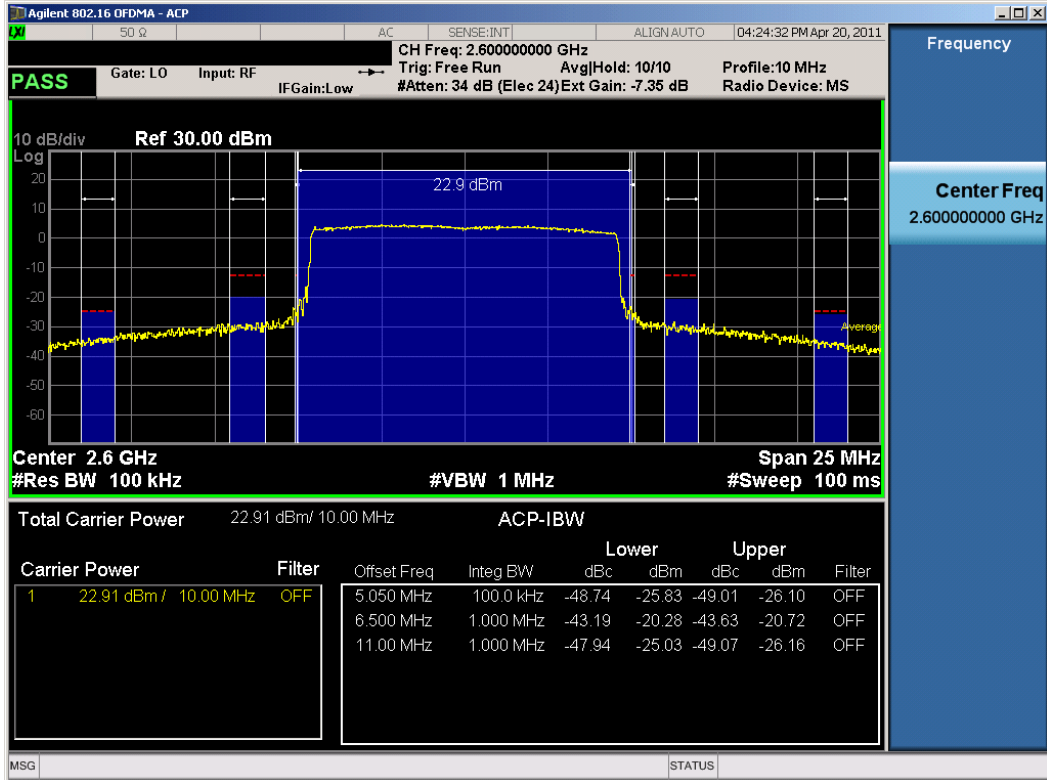 Agilent 802.16 OFDMA - ACP
LXI 50 Ω AC SENSE:INT ALIGN AUTO 04:24:32 PM Apr 20, 2011
CH Freq: 2.600000000 GHz
PASS Gate: LO Input: RF Trig: Free Run Avg|Hold: 10/10 Profile:10 MHz
IFGain:Low #Atten: 34 dB (Elec 24) Ext Gain: -7.35 dB Radio Device: MS
Frequency
Center Freq
2.600000000 GHz
10 dB/div Ref 30.00 dBm
Log
22.9 dBm
20
10
0
-10
-20
-30
Average
-40
-50
-60
Center 2.6 GHz Span 25 MHz
#Res BW 100 kHz #VBW 1 MHz #Sweep 100 ms
Total Carrier Power 22.91 dBm/ 10.00 MHz ACP-IBW
Lower Upper
Carrier Power Filter Offset Freq Integ BW dBc dBm dBc dBm Filter
1 22.91 dBm / 10.00 MHz OFF 5.050 MHz 100.0 kHz -48.74 -25.83 -49.01 -26.10 OFF
6.500 MHz 1.000 MHz -43.19 -20.28 -43.63 -20.72 OFF
11.00 MHz 1.000 MHz -47.94 -25.03 -49.07 -26.16 OFF
MSG STATUS